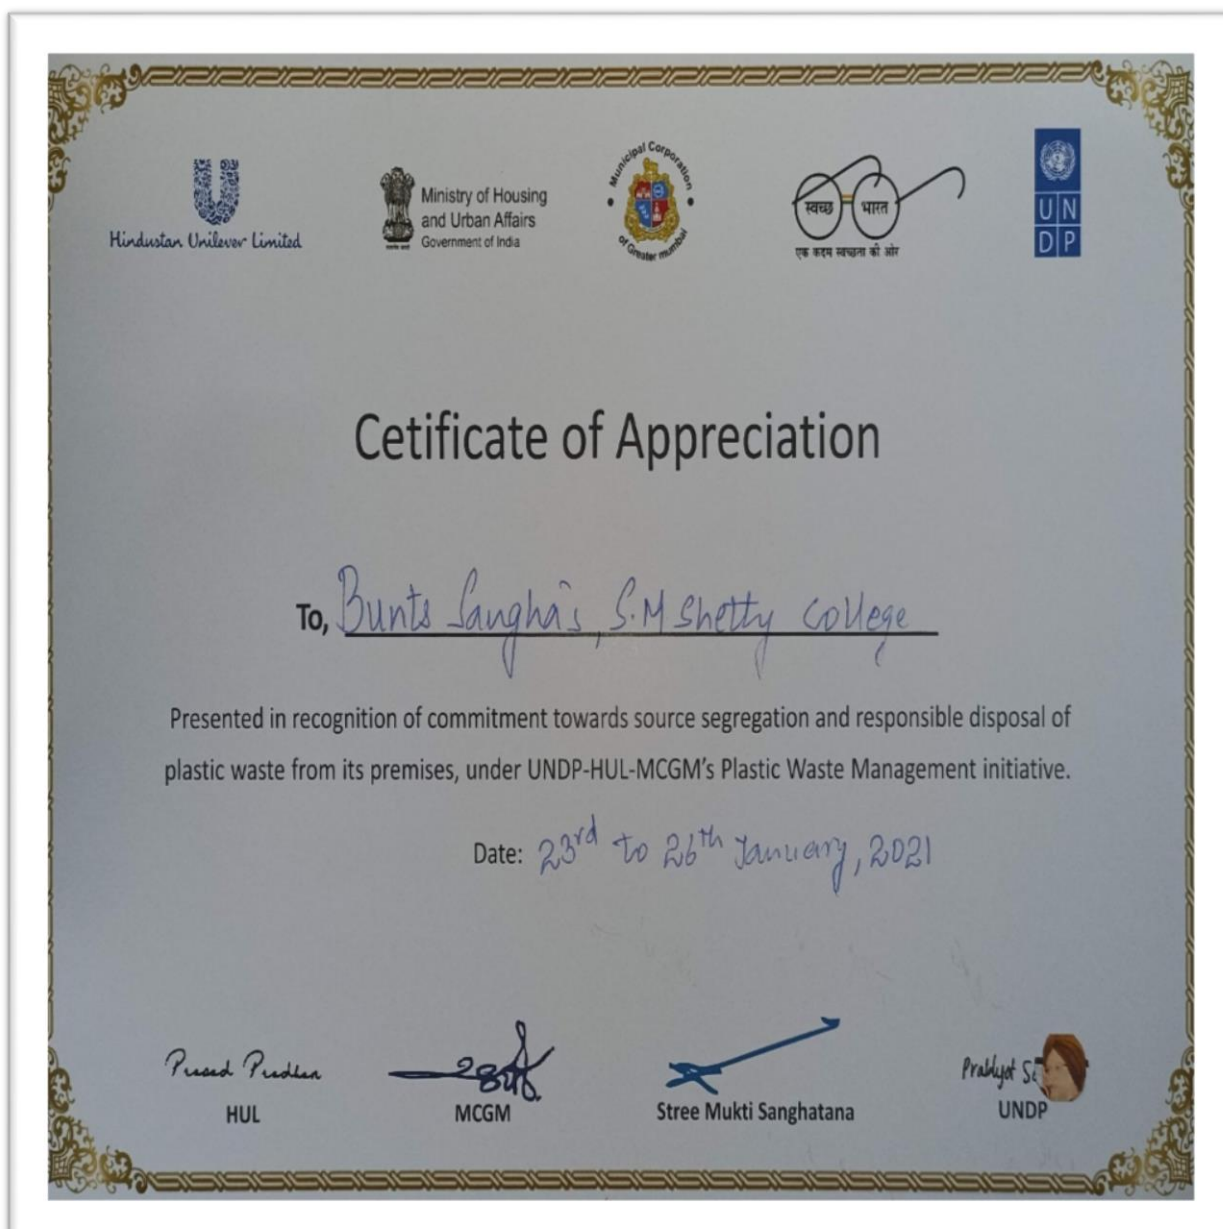 Hindustan Unilever Limited
Ministry of Housing
and Urban Affairs
Government of India
Municipal Corporation
of Greater mumbai
स्वच्छ भारत
एक कदम स्वच्छता की ओर
UN
DP
Cetificate of Appreciation
To, Bunts Sangha's, S.M Shetty College
Presented in recognition of commitment towards source segregation and responsible disposal of
plastic waste from its premises, under UNDP-HUL-MCGM's Plastic Waste Management initiative.
Date: 23rd to 26th January, 2021
Prasad Pradhan
HUL
MCGM
Stree Mukti Sanghatana
UNDP